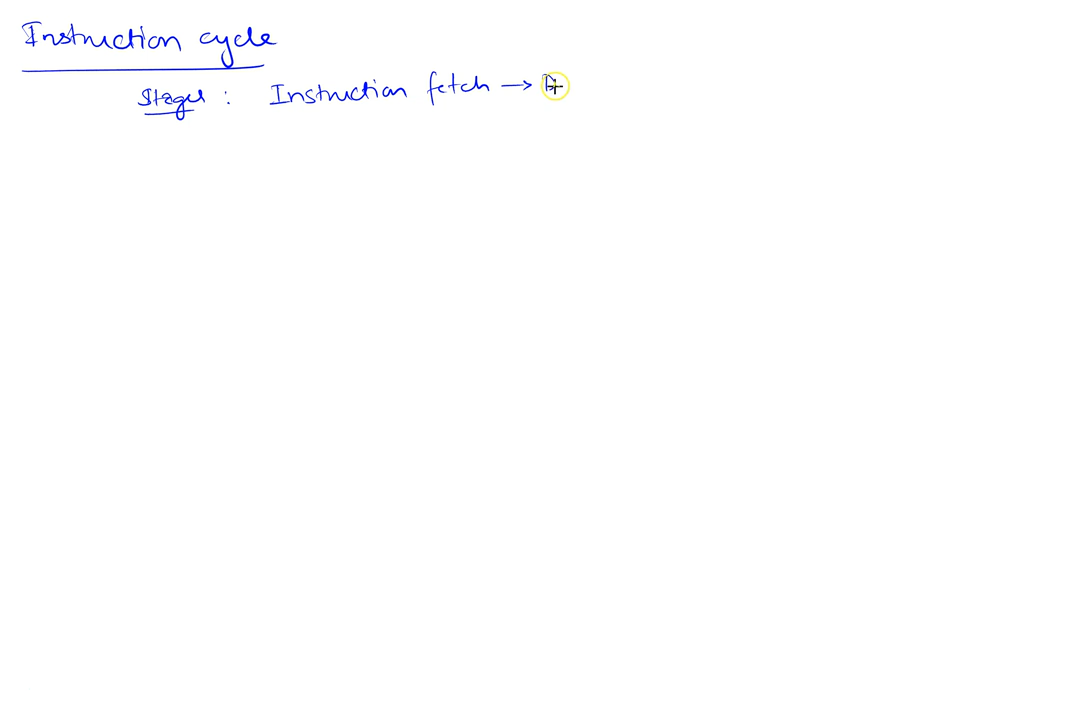 Instruction cycle
Stages : Instruction fetch →